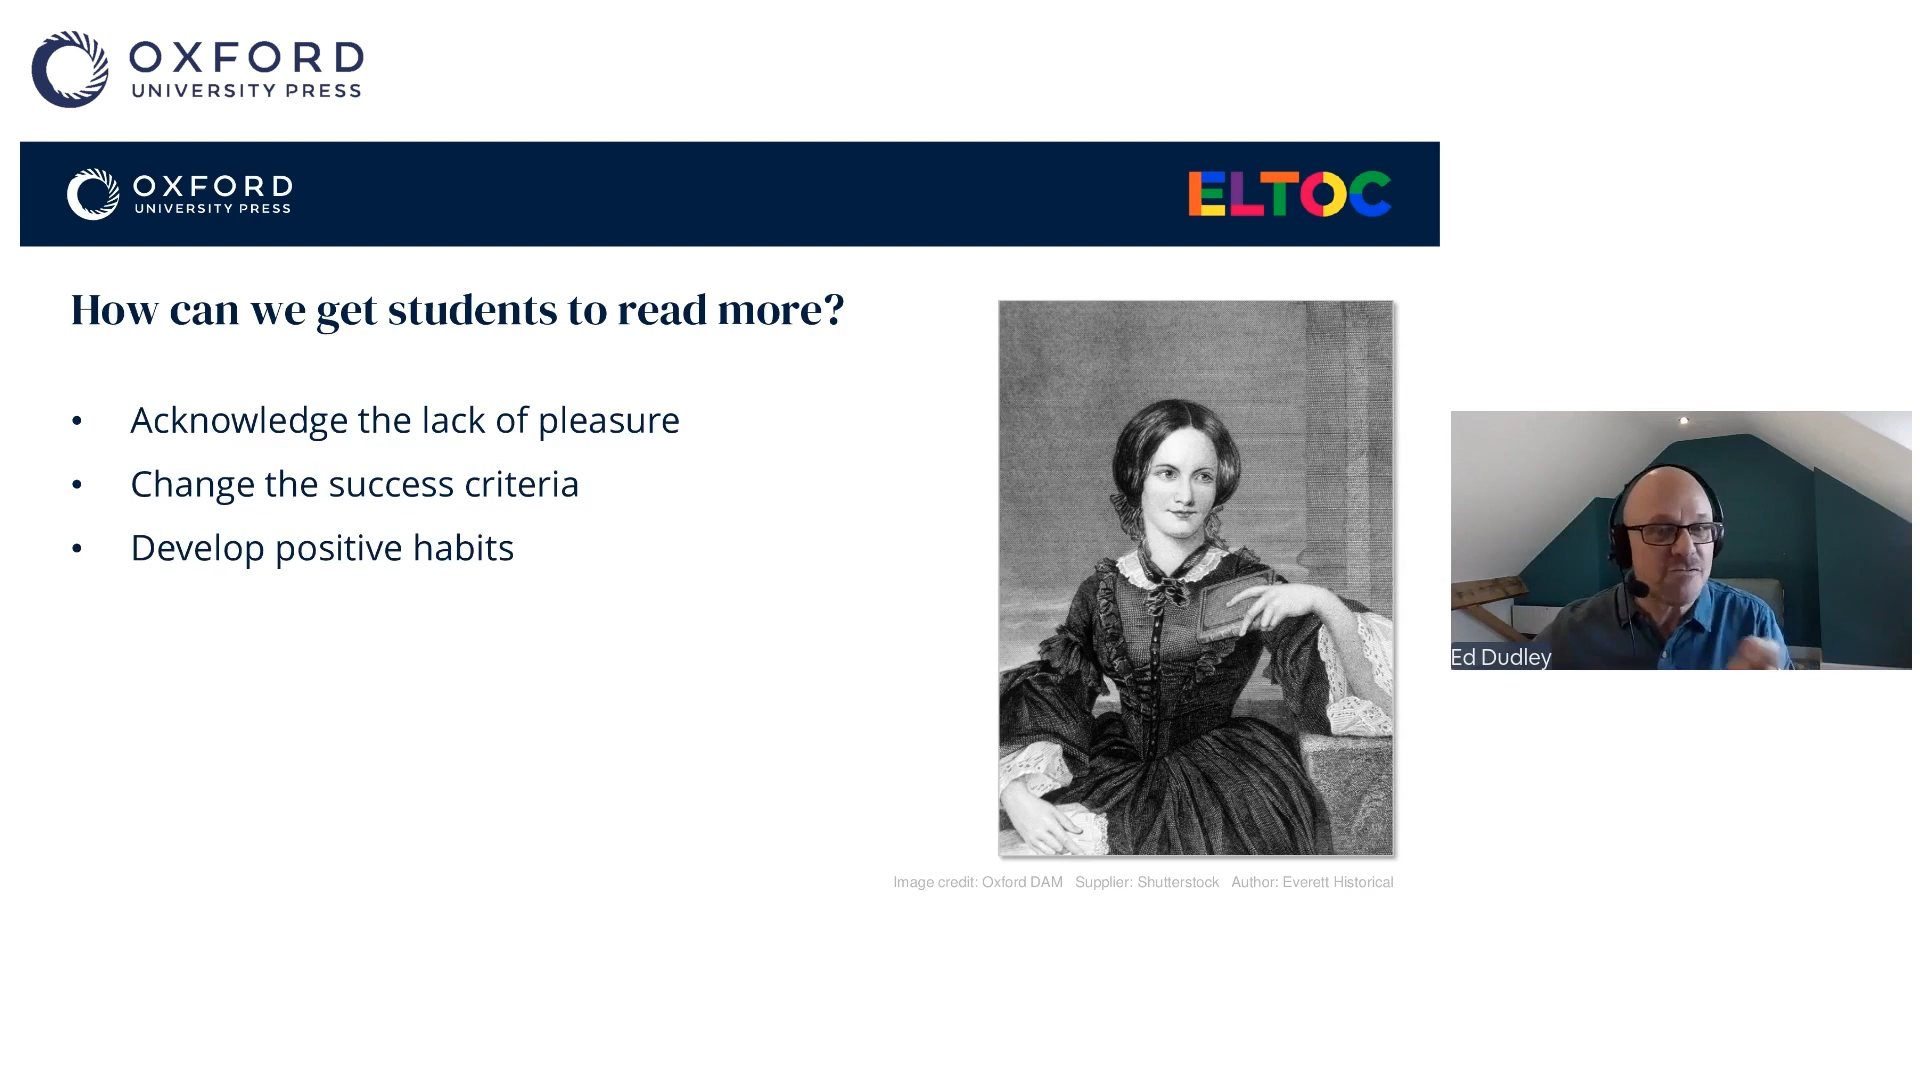 OXFORD
UNIVERSITY PRESS
OXFORD
UNIVERSITY PRESS
ELTOC
How can we get students to read more?
• Acknowledge the lack of pleasure
• Change the success criteria
• Develop positive habits
Ed Dudley
Image credit: Oxford DAM Supplier: Shutterstock Author: Everett Historical